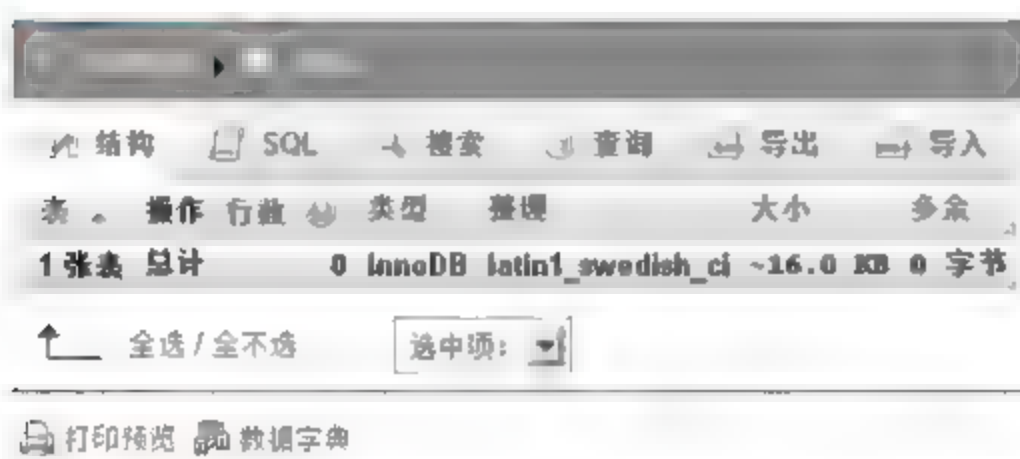 结构 SQL 搜索 查询 导出 导入
表 操作 行数 类型 整理 大小 多余
1 张表 总计 0 InnoDB latin1_swedish_ci ~16.0 KB 0 字节
全选 / 全不选 选中项:
打印预览 数据字典